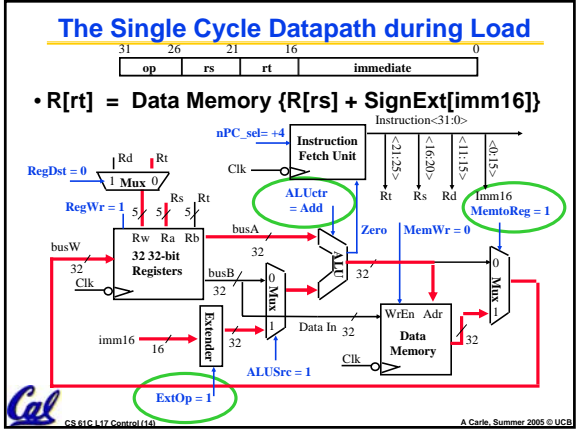 The Single Cycle Datapath during Load
31 26 21 16 0
op rs rt immediate
• R[rt] = Data Memory {R[rs] + SignExt[imm16]}
Instruction<31:0>
nPC_sel= +4
Instruction
Fetch Unit
<21:25>
<16:20>
<11:15>
<0:15>
Rd Rt
RegDst = 0
1 Mux 0
Clk
Rt Rs Rd Imm16
ALUctr
= Add
MemtoReg = 1
RegWr = 1
5 5 5
Rs Rt
Zero
MemWr = 0
busA
32
Rw Ra Rb
busW
32
32 32-bit
Registers
busB
32
Clk
0
Mux
1
ALU
32
0
Mux
1
WrEn Adr
Data In 32
Data
Memory
32
Clk
imm16
16
Extender
32
ALUSrc = 1
ExtOp = 1
Cal
CS 61C L17 Control (14)
A Carle, Summer 2005 © UCB